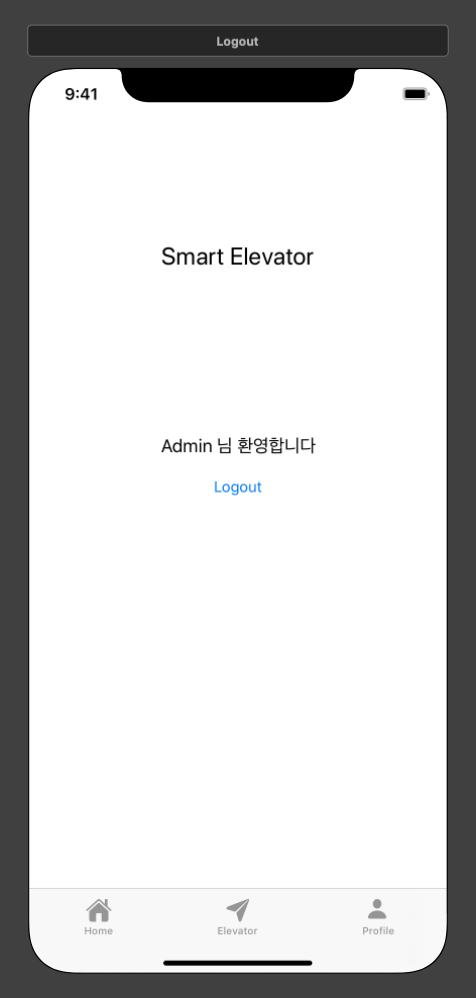 Logout
9:41
Smart Elevator
Admin 님 환영합니다
Logout
Home
Elevator
Profile